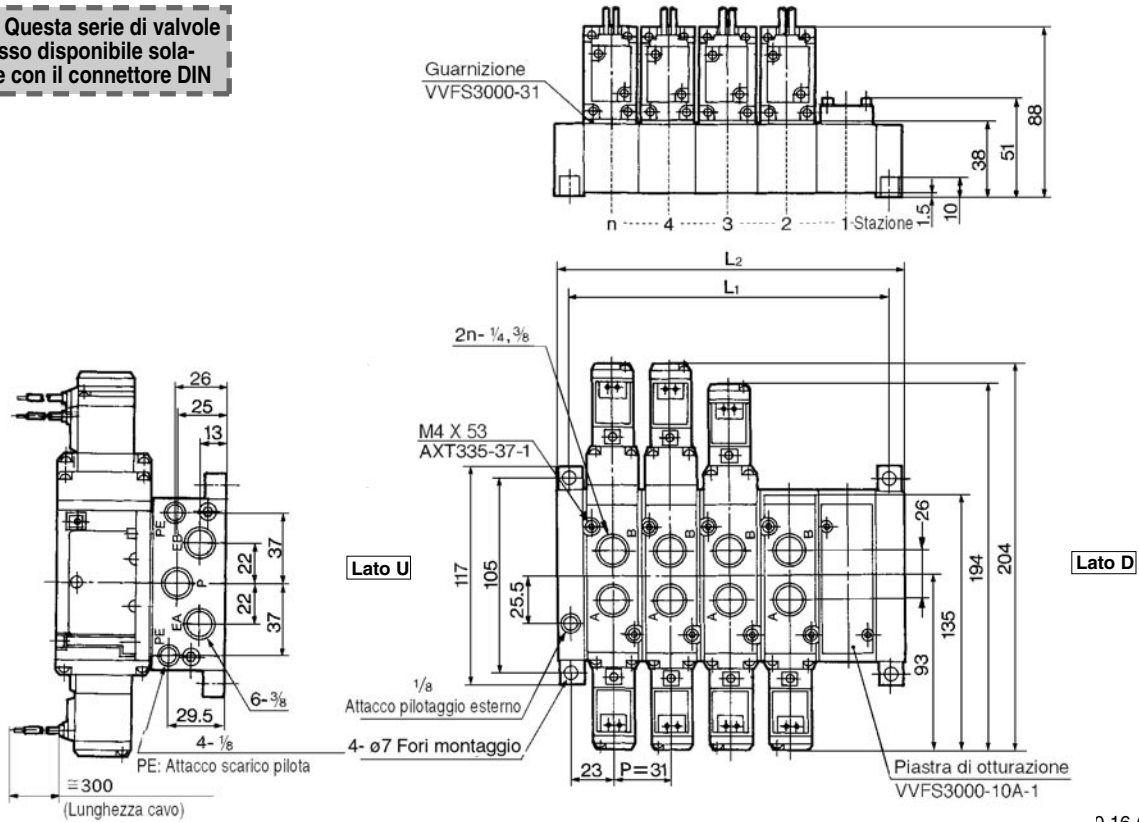 Questa serie di valvole
sso disponibile sola-
e con il connettore DIN
Guarnizione
VVFS3000-31
88
51
38
10
1.5
n 4 3 2 1 Stazione
L₂
L₁
2n- ¼, ⅜
M4 X 53
AXT335-37-1
26
25
13
PE
EB
P
EA
PE
37
22
22
37
Lato U
117
105
25.5
B B B B
A A A A
26
194
204
135
93
Lato D
6-⅜
29.5
4- ⅛
PE: Attacco scarico pilota
≅300
(Lunghezza cavo)
1/8
Attacco pilotaggio esterno
4- ø7 Fori montaggio
23
P=31
Piastra di otturazione
VVFS3000-10A-1